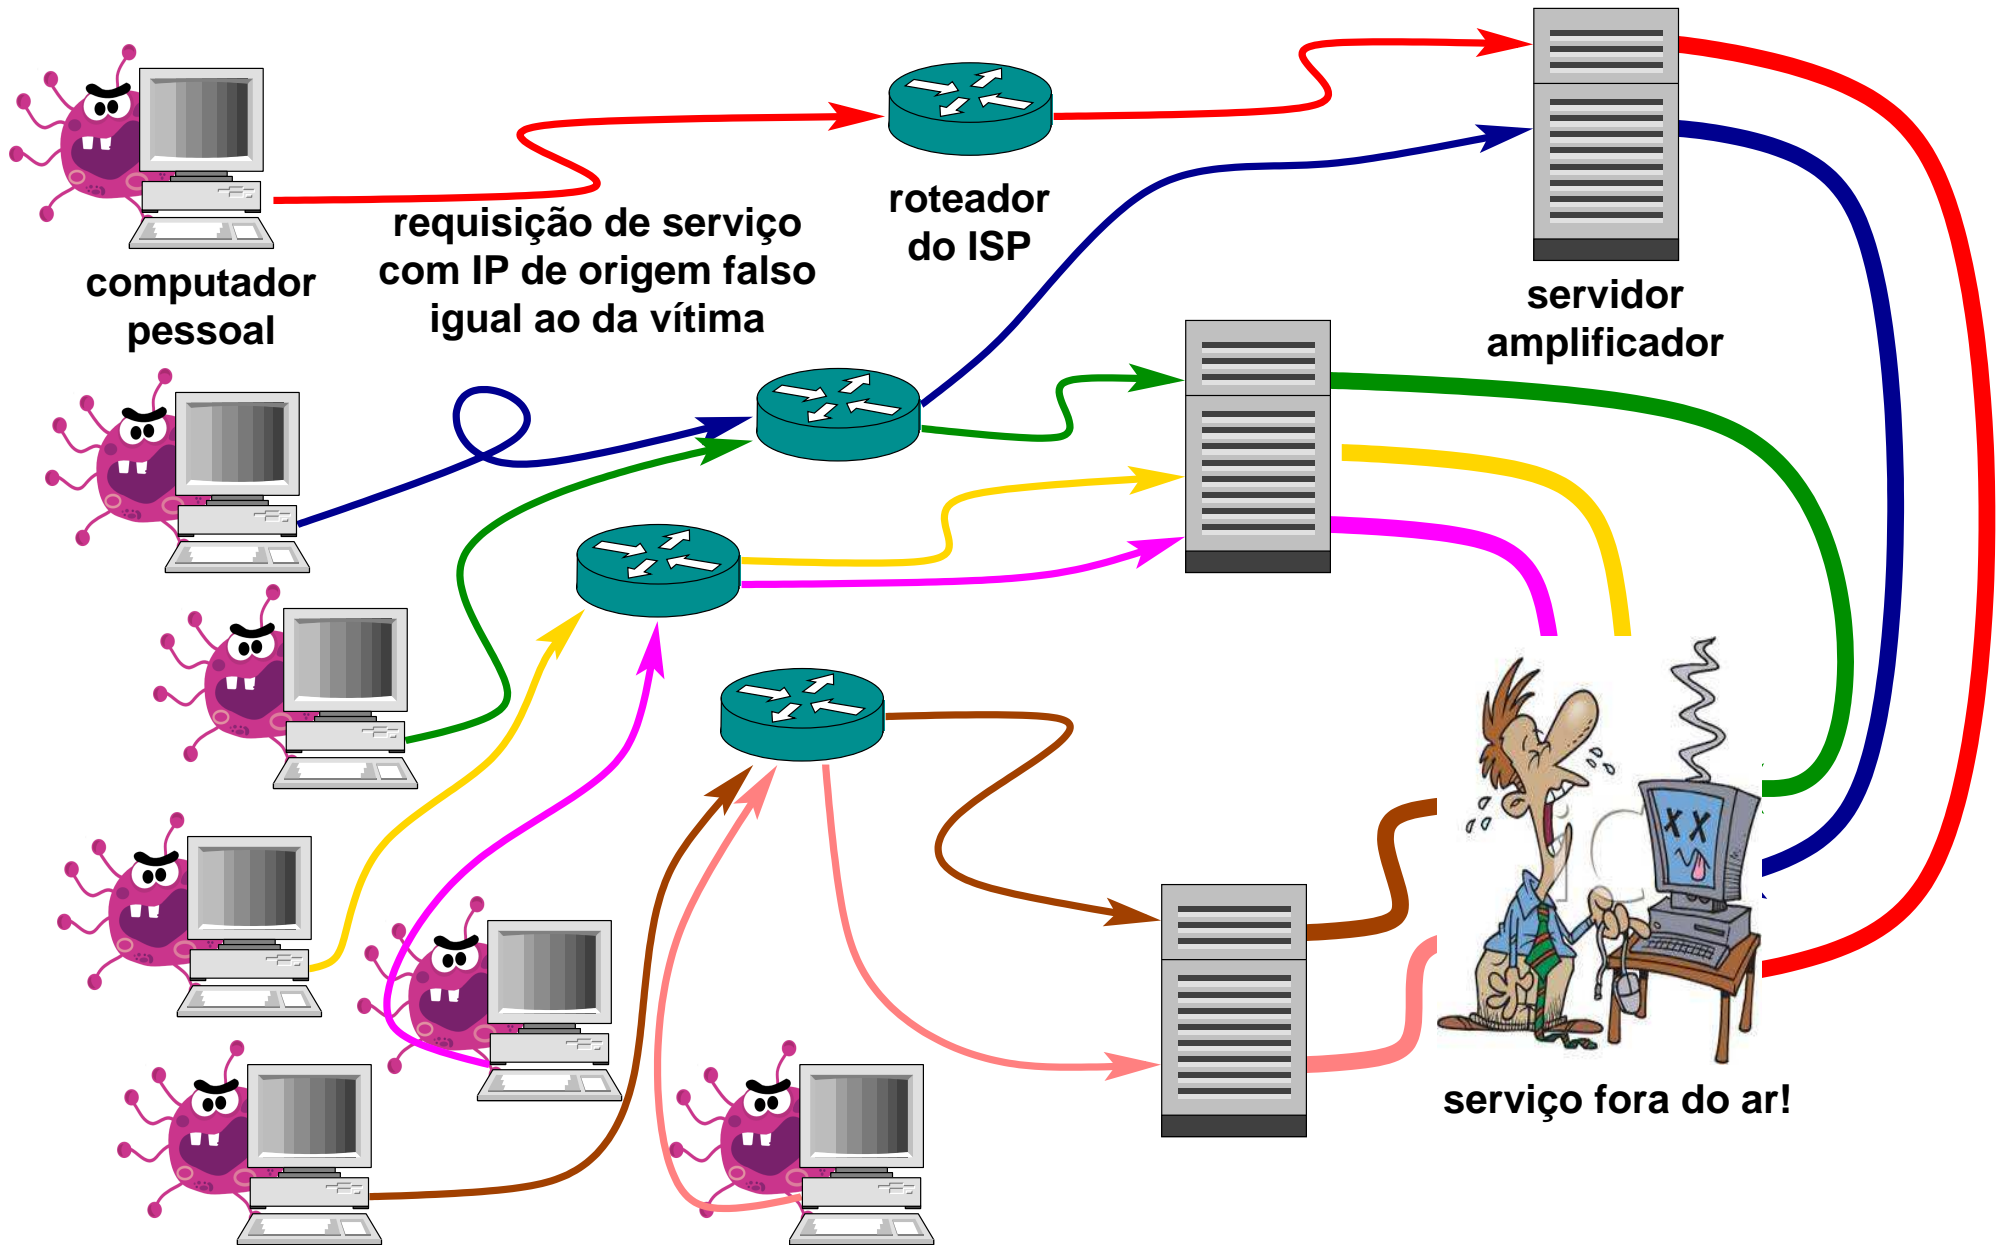 computador
pessoal
requisição de serviço
com IP de origem falso
igual ao da vítima
roteador
do ISP
servidor
amplificador
serviço fora do ar!